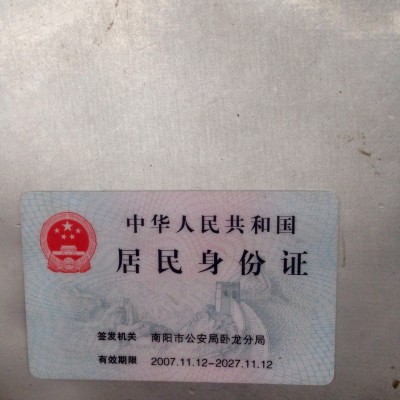 中华人民共和国
居民身份证
签发机关 南阳市公安局卧龙分局
有效期限 2007.11.12-2027.11.12